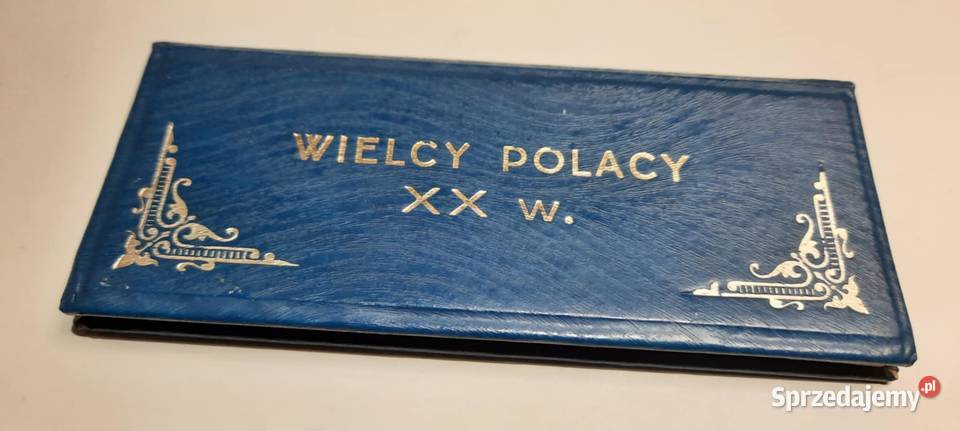 WIELCY POLACY
XX w.
Sprzedajemy.pl